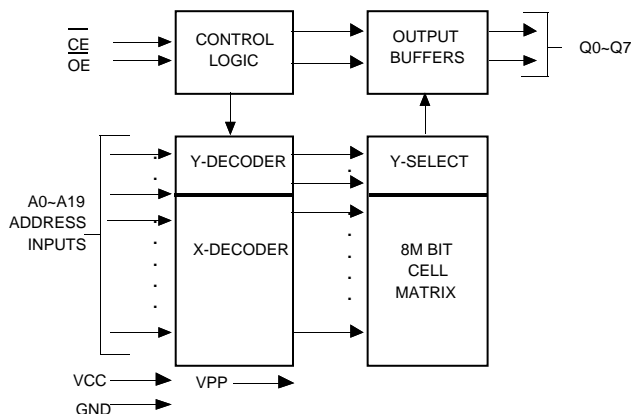 CE
OE
CONTROL
LOGIC
OUTPUT
BUFFERS
Q0~Q7
A0~A19
ADDRESS
INPUTS
Y-DECODER
Y-SELECT
X-DECODER
8M BIT
CELL
MATRIX
VCC
VPP
GND